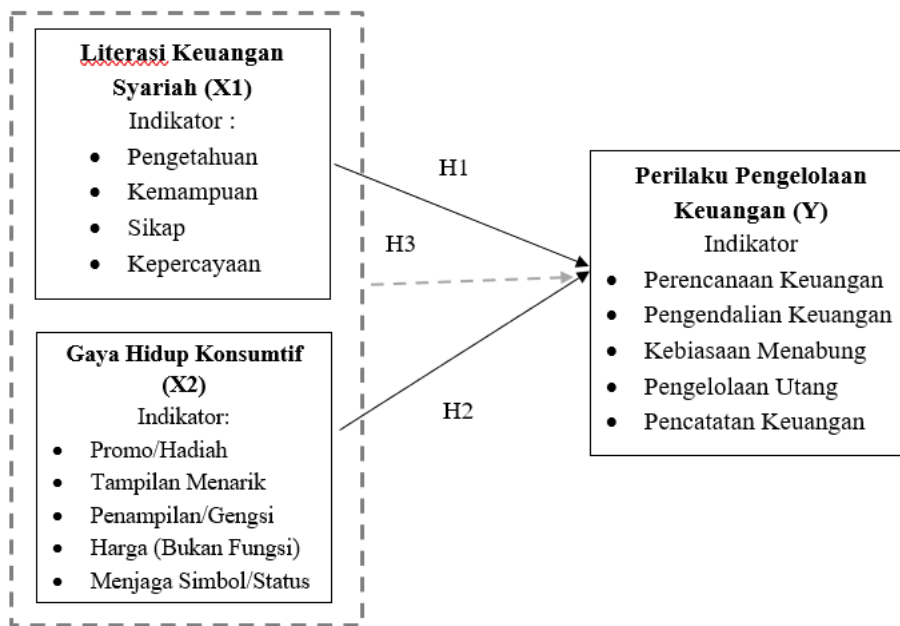 Literasi Keuangan
Syariah (X1)
Indikator :
• Pengetahuan
• Kemampuan
• Sikap
• Kepercayaan
Gaya Hidup Konsumtif
(X2)
Indikator:
• Promo/Hadiah
• Tampilan Menarik
• Penampilan/Gengsi
• Harga (Bukan Fungsi)
• Menjaga Simbol/Status
H1
H3
H2
Perilaku Pengelolaan
Keuangan (Y)
Indikator
• Perencanaan Keuangan
• Pengendalian Keuangan
• Kebiasaan Menabung
• Pengelolaan Utang
• Pencatatan Keuangan